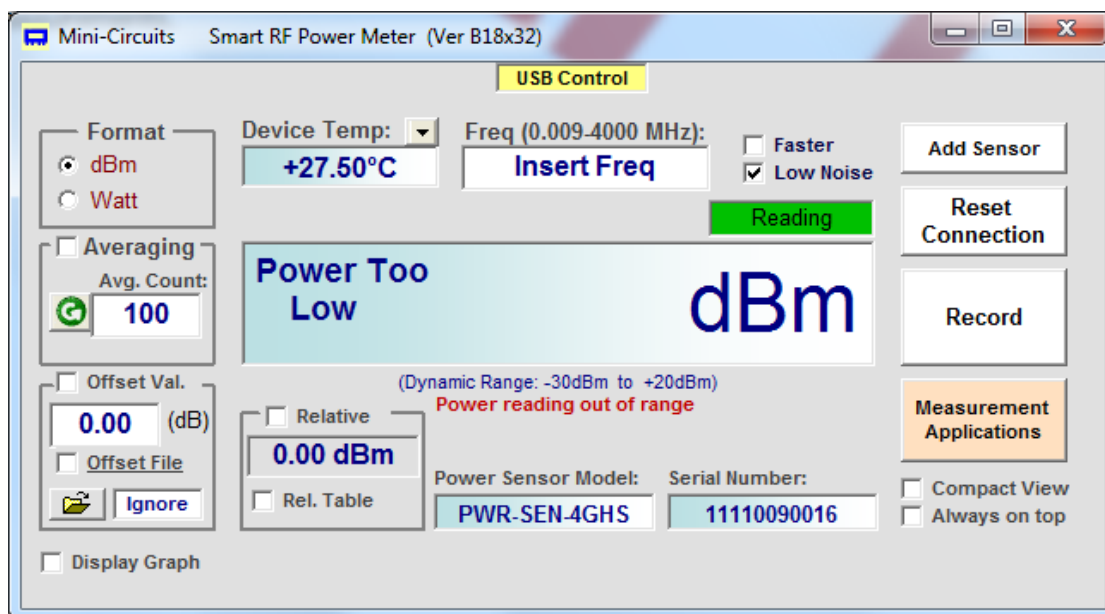 Mini-Circuits Smart RF Power Meter (Ver B18x32)
USB Control
Format
dBm
Watt
Device Temp:
+27.50°C
Freq (0.009-4000 MHz):
Insert Freq
Faster
Low Noise
Reading
Add Sensor
Reset
Connection
Record
Measurement
Applications
Averaging
Avg. Count:
100
Power Too
Low
dBm
(Dynamic Range: -30dBm to +20dBm)
Power reading out of range
Offset Val.
0.00 (dB)
Offset File
Ignore
Relative
0.00 dBm
Rel. Table
Power Sensor Model:
PWR-SEN-4GHS
Serial Number:
11110090016
Compact View
Always on top
Display Graph